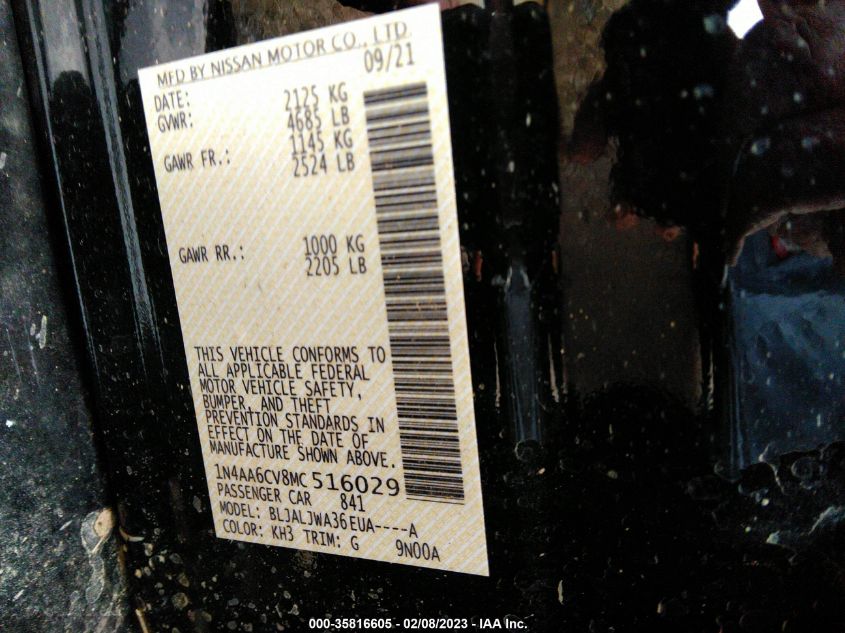 MFD BY NISSAN MOTOR CO., LTD
DATE: 09/21
GVWR: 2125 KG
4685 LB
GAWR FR.: 1145 KG
2524 LB
GAWR RR.: 1000 KG
2205 LB
THIS VEHICLE CONFORMS TO
ALL APPLICABLE FEDERAL
MOTOR VEHICLE SAFETY,
BUMPER, AND THEFT
PREVENTION STANDARDS IN
EFFECT ON THE DATE OF
MANUFACTURE SHOWN ABOVE.
1N4AA6CV8MC516029
PASSENGER CAR 841
MODEL: BLJALJWA36EUA----A
COLOR: KH3 TRIM: G 9N00A
000-35816605 - 02/08/2023 - IAA Inc.